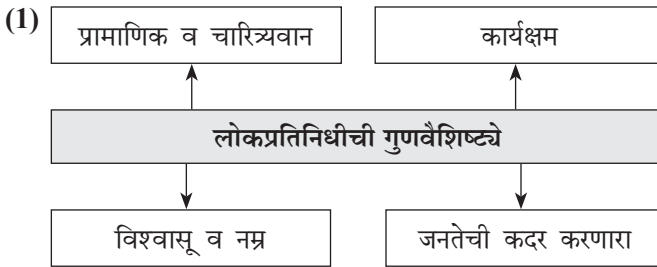 (1) प्रामाणिक व चारित्र्यवान कार्यक्षम
लोकप्रतिनिधीची गुणवैशिष्ट्ये
विश्वासू व नम्र जनतेची कदर करणारा